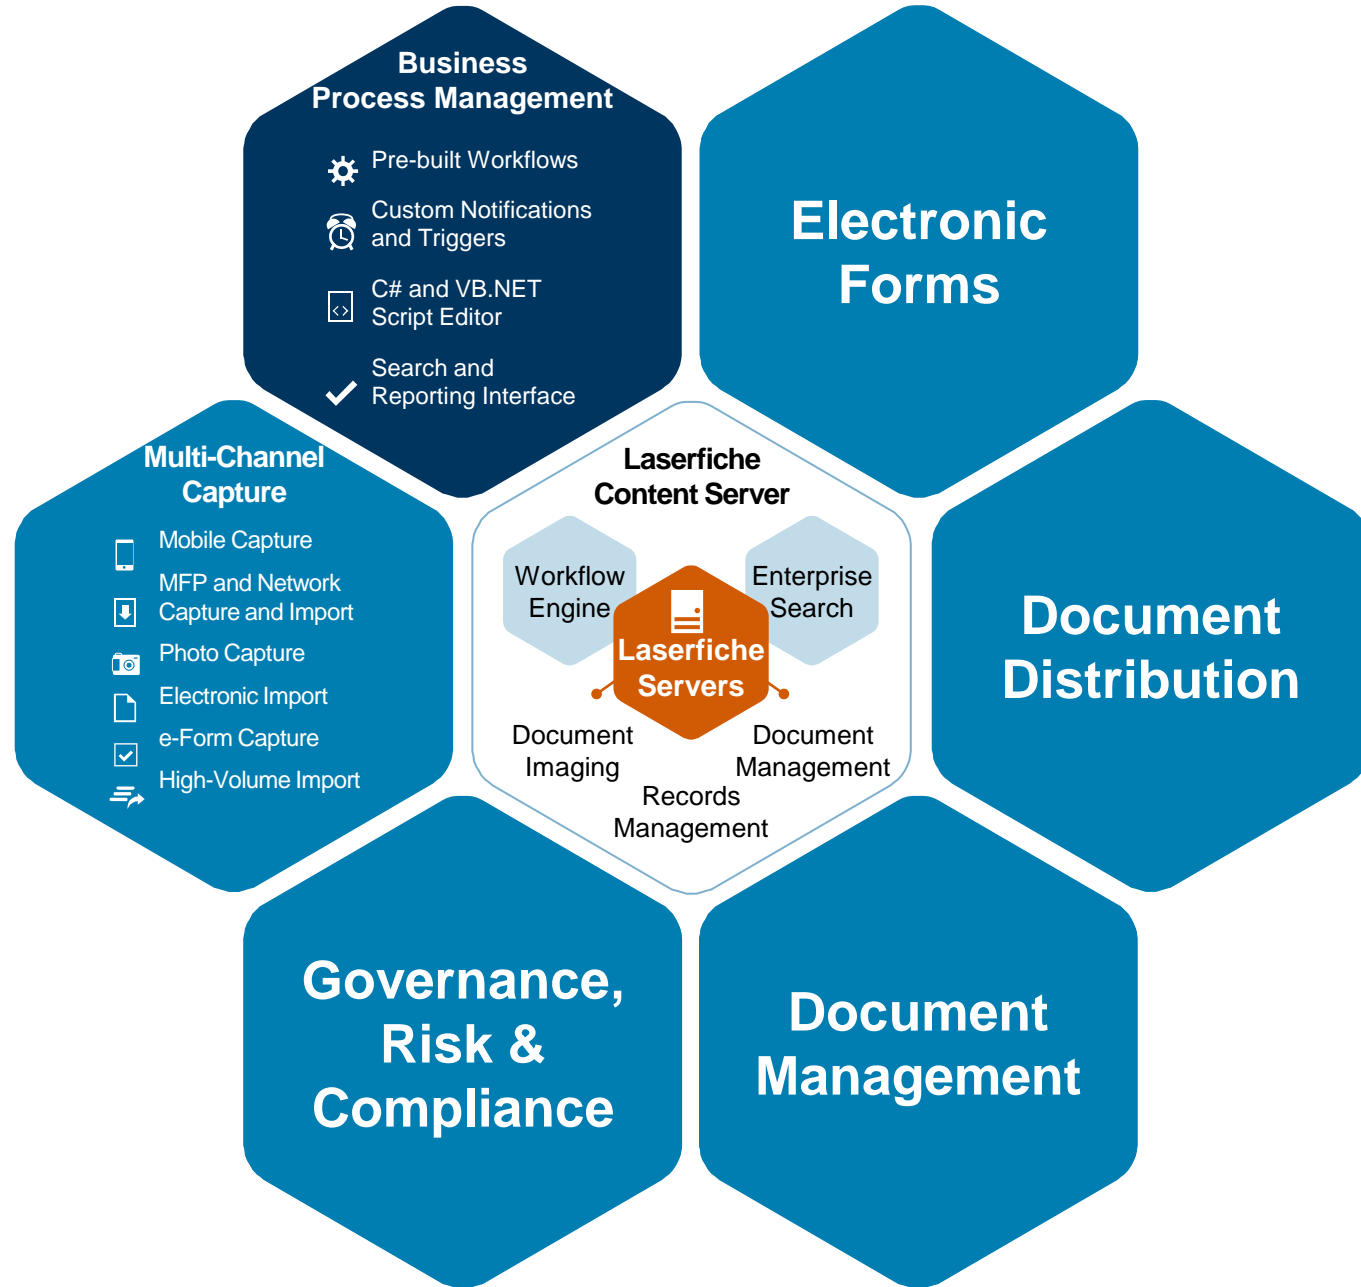 Business
Process Management
Pre-built Workflows
Custom Notifications
and Triggers
C# and VB.NET
Script Editor
Search and
Reporting Interface
Electronic
Forms
Multi-Channel
Capture
Mobile Capture
MFP and Network
Capture and Import
Photo Capture
Electronic Import
e-Form Capture
High-Volume Import
Laserfiche
Content Server
Workflow
Engine
Enterprise
Search
Laserfiche
Servers
Document
Imaging
Document
Management
Records
Management
Document
Distribution
Governance,
Risk &
Compliance
Document
Management